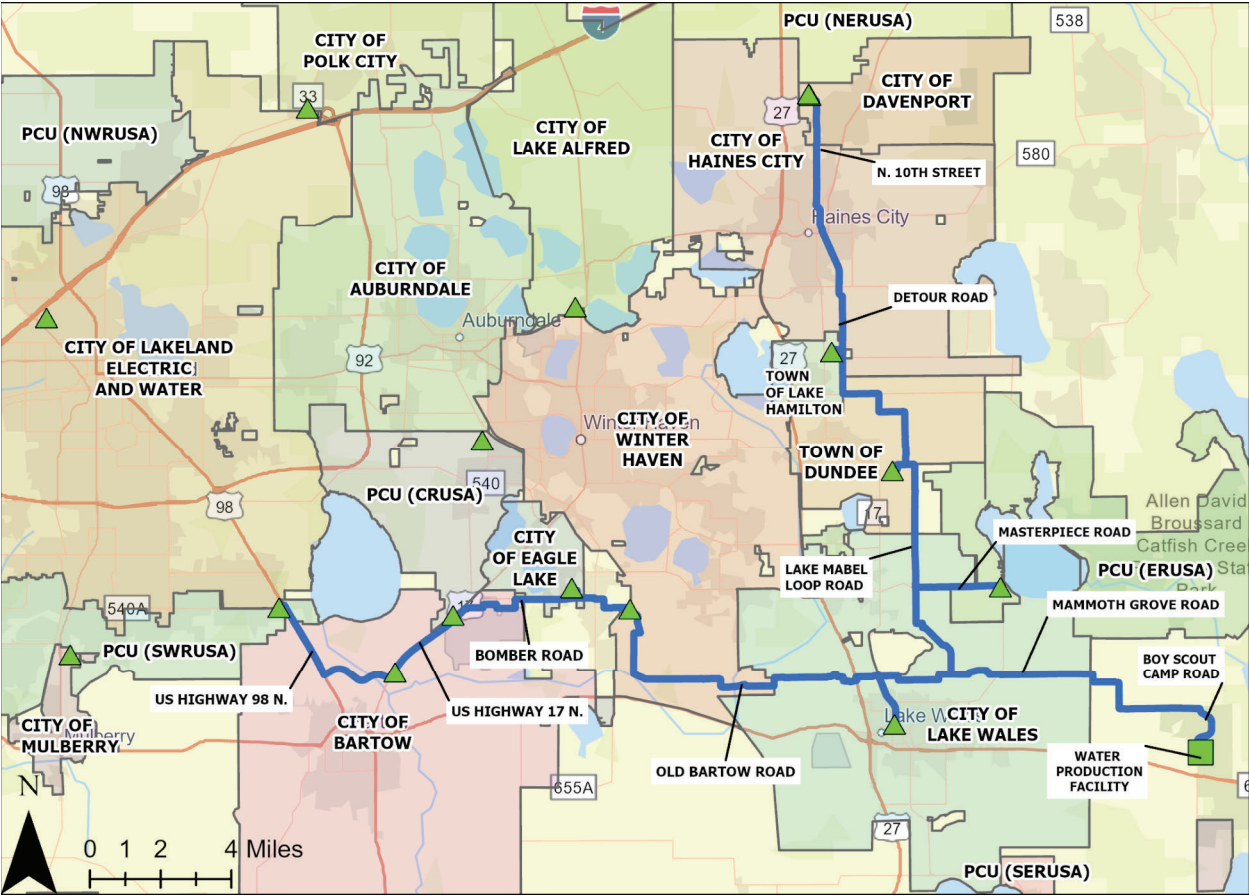 PCU (NERUSA)
538
4
CITY OF
POLK CITY
33
CITY OF
DAVENPORT
27
PCU (NWRUSA)
CITY OF
LAKE ALFRED
CITY OF
HAINES CITY
580
N. 10TH STREET
98
Haines City
CITY OF
AUBURNDALE
DETOUR ROAD
Auburndale
CITY OF LAKELAND
ELECTRIC
AND WATER
92
27
TOWN
OF LAKE
HAMILTON
Winter Haven
CITY OF
WINTER
HAVEN
TOWN OF
DUNDEE
540
PCU (CRUSA)
98
17
Allen David
Broussard
Catfish Creek
State
Park
CITY
OF EAGLE
LAKE
MASTERPIECE ROAD
LAKE MABEL
LOOP ROAD
PCU (ERUSA)
540A
17
MAMMOTH GROVE ROAD
PCU (SWRUSA)
BOMBER ROAD
BOY SCOUT
CAMP ROAD
US HIGHWAY 98 N.
US HIGHWAY 17 N.
CITY OF
MULBERRY
Mulberry
CITY OF
BARTOW
Lake Wales
CITY OF
LAKE WALES
OLD BARTOW ROAD
WATER
PRODUCTION
FACILITY
655A
N
27
0 1 2 4 Miles
PCU (SERUSA)